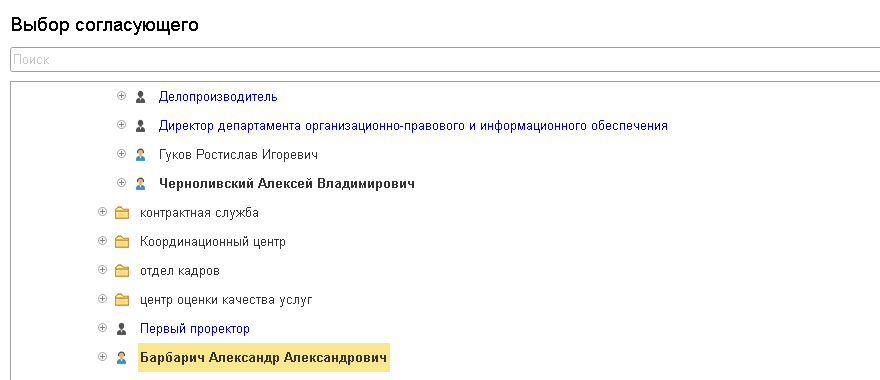 Выбор согласующего
Поиск
Делопроизводитель
Директор департамента организационно-правового и информационного обеспечения
Гуков Ростислав Игоревич
Черноливский Алексей Владимирович
контрактная служба
Координационный центр
отдел кадров
центр оценки качества услуг
Первый проректор
Барбарич Александр Александрович